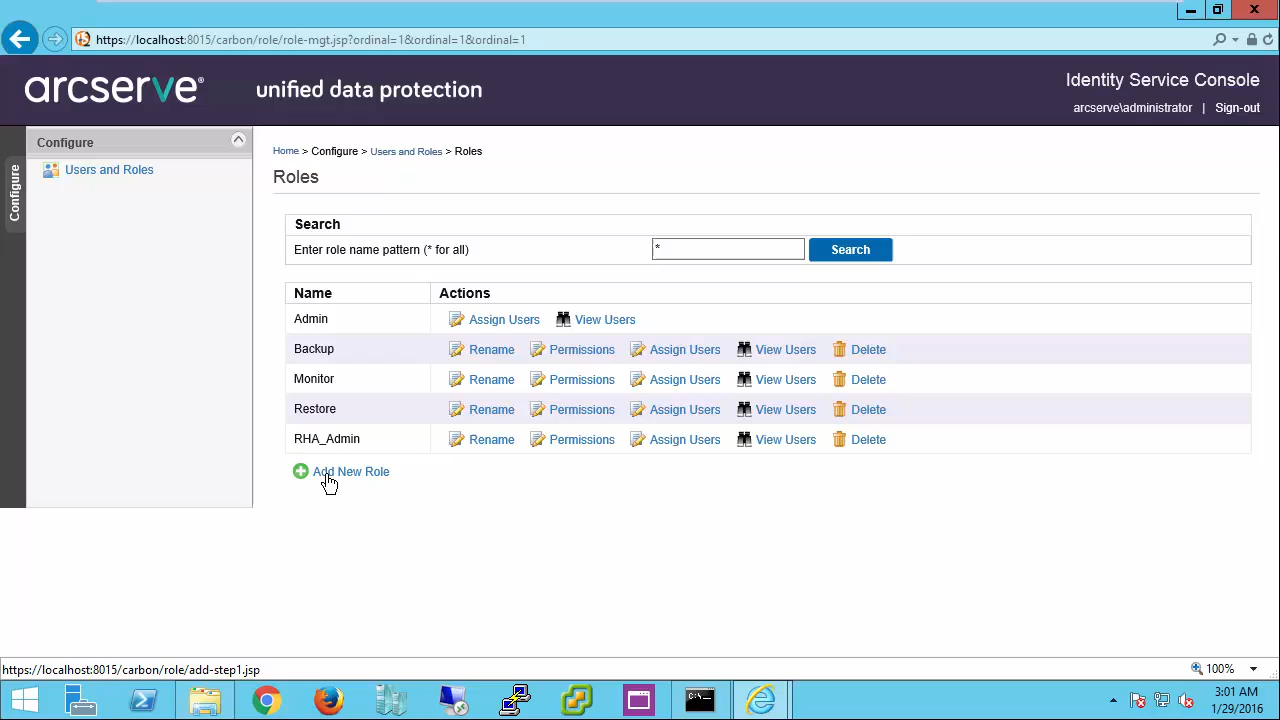 https://localhost:8015/carbon/role/role-mgt.jsp?ordinal=1&ordinal=1&ordinal=1
arcserve® unified data protection
Identity Service Console
arcserve\administrator | Sign-out
Configure
Configure
Users and Roles
Home > Configure > Users and Roles > Roles
Roles
Search
Enter role name pattern (* for all) * Search
Name Actions
Admin Assign Users View Users
Backup Rename Permissions Assign Users View Users Delete
Monitor Rename Permissions Assign Users View Users Delete
Restore Rename Permissions Assign Users View Users Delete
RHA_Admin Rename Permissions Assign Users View Users Delete
Add New Role
https://localhost:8015/carbon/role/add-step1.jsp
100%
3:01 AM
1/29/2016